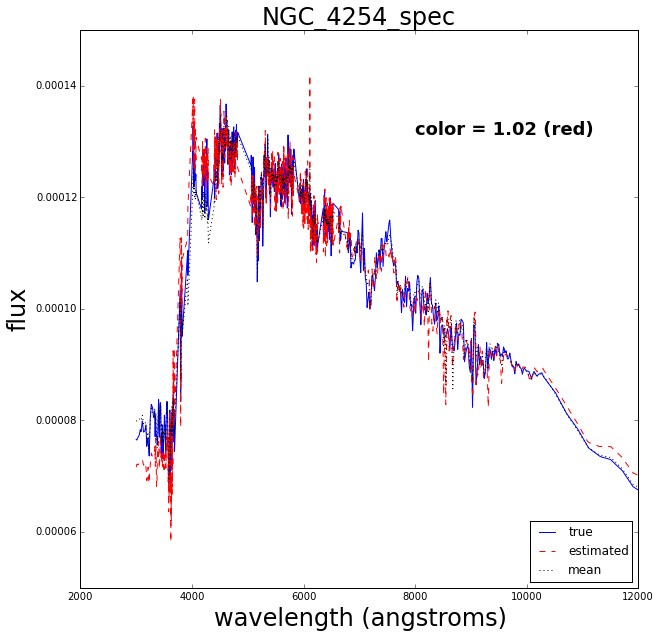 NGC_4254_spec
flux
0.00014
0.00012
0.00010
0.00008
0.00006
color = 1.02 (red)
true
estimated
mean
2000 4000 6000 8000 10000 12000
wavelength (angstroms)